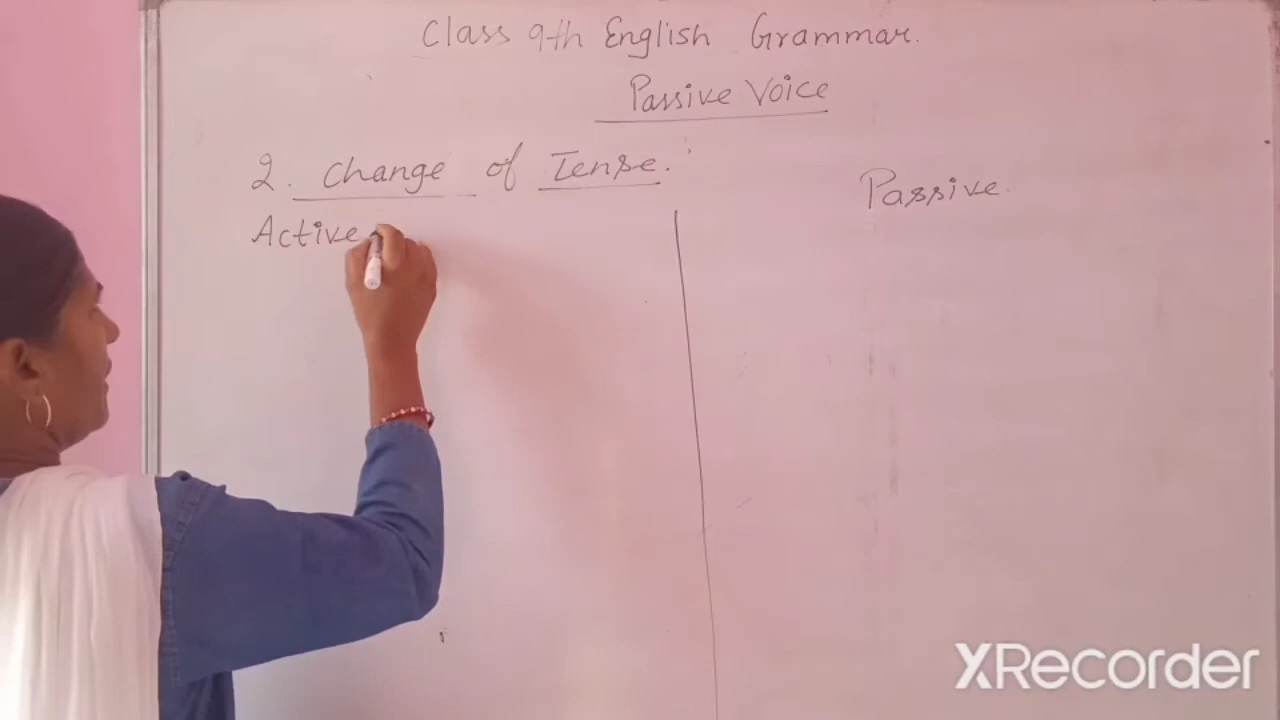 Class 9th English Grammar.
Passive Voice
2. Change of Tense.
Passive.
Active
XRecorder